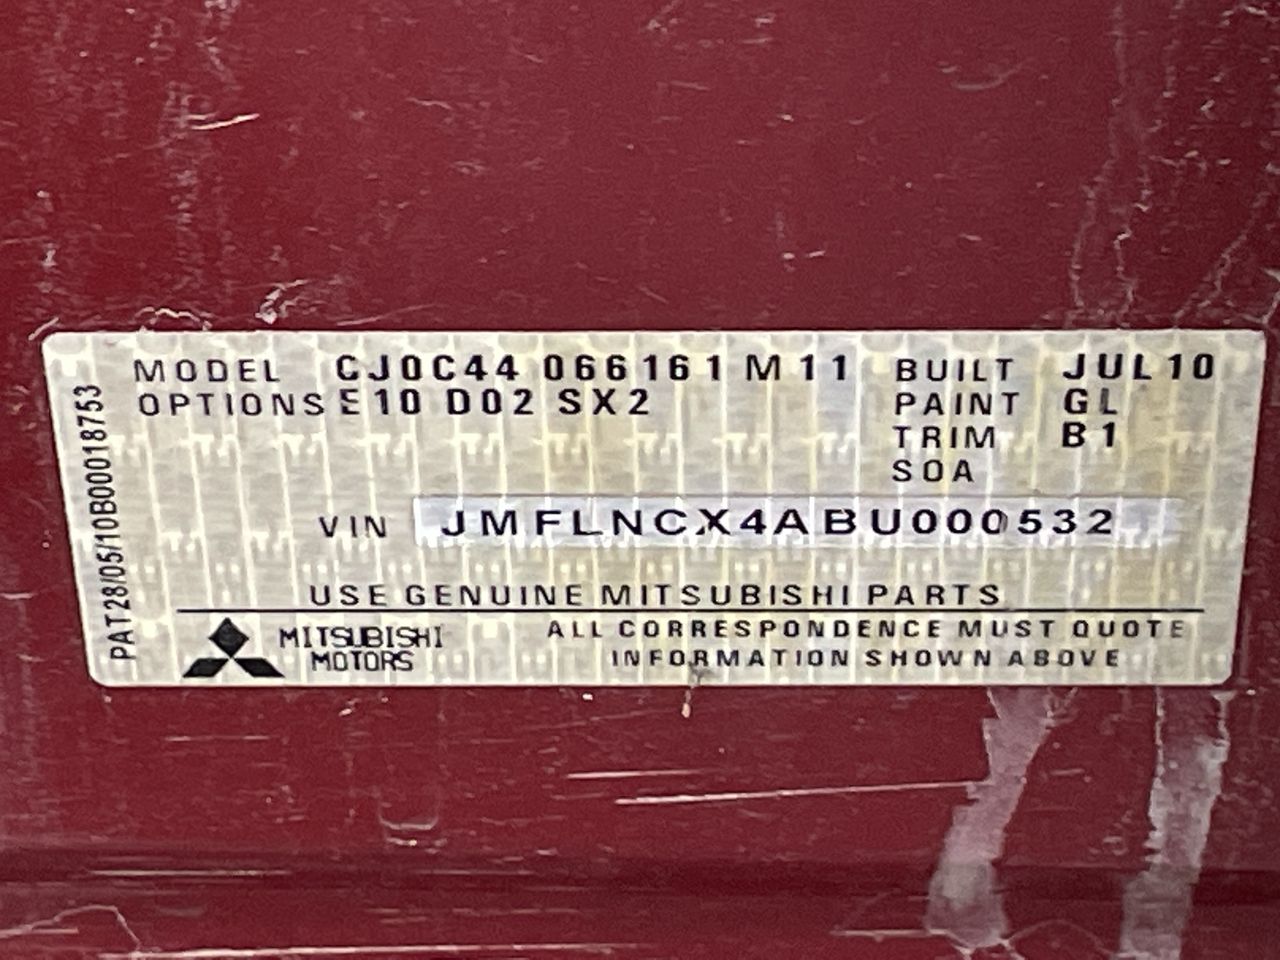 MODEL CJ0C44 066161 M11 BUILT JUL10
OPTIONS E10 D02 SX2 PAINT GL
TRIM B1
SOA
VIN JMFLNCX4ABU000532
USE GENUINE MITSUBISHI PARTS
MITSUBISHI MOTORS
ALL CORRESPONDENCE MUST QUOTE
INFORMATION SHOWN ABOVE
PAT28/05/10B00018753